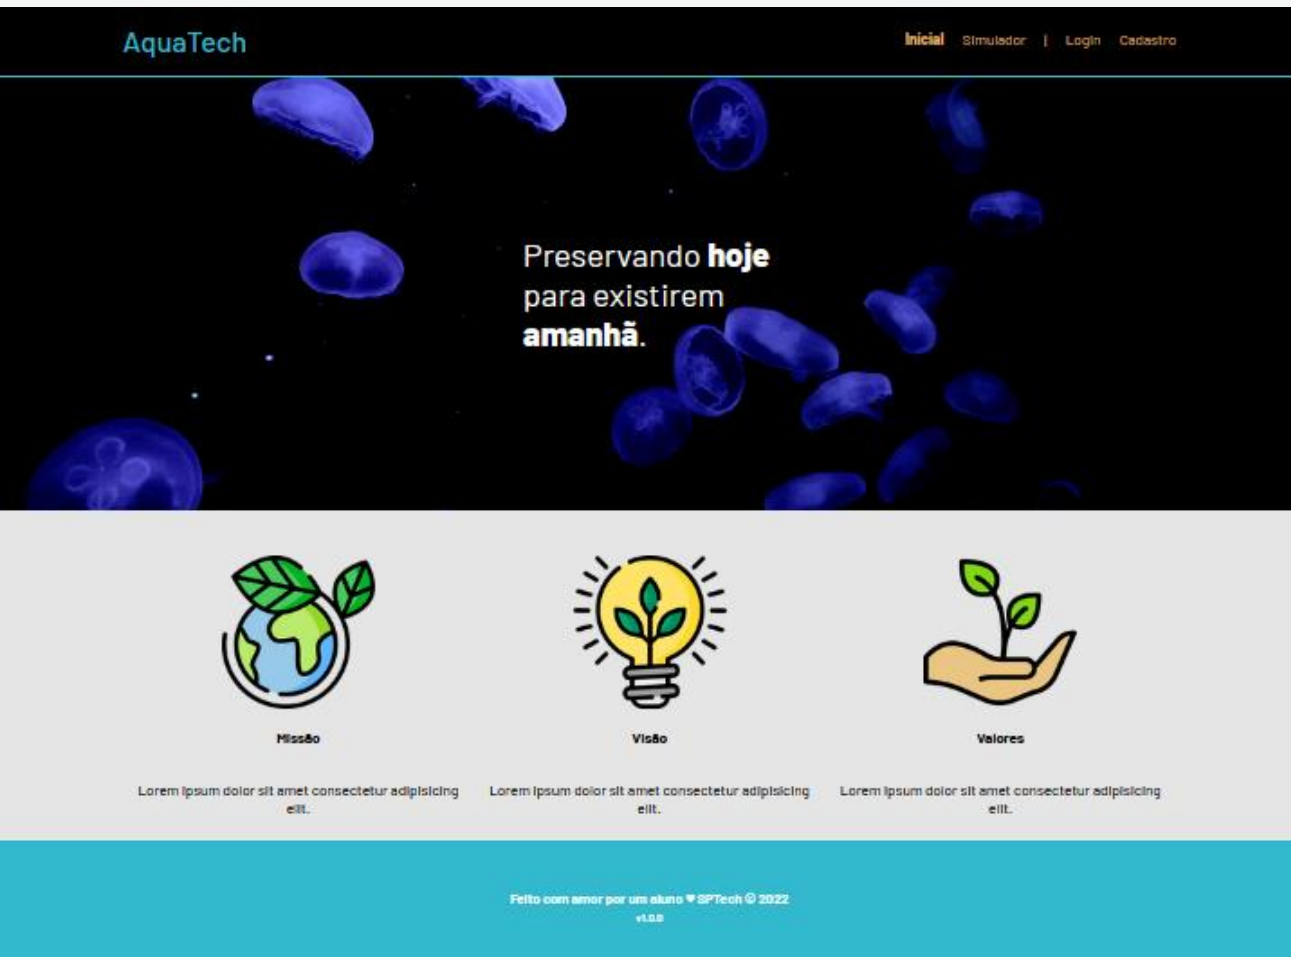 AquaTech
Inicial Simulador | Login Cadastro
Preservando hoje
para existirem
amanhã.
Missão Visão Valores
Lorem ipsum dolor sit amet consectetur adipisicing
elit.
Lorem ipsum dolor sit amet consectetur adipisicing
elit.
Lorem ipsum dolor sit amet consectetur adipisicing
elit.
Feito com amor por um aluno ♥ SPTech © 2022
v1.0.0